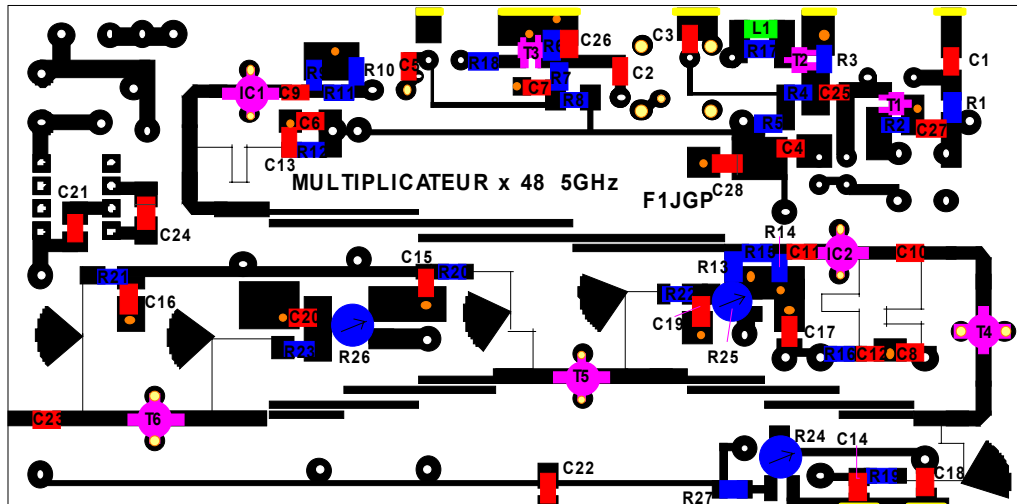 L1
C3
R6
C26
T3
R17
T2
R3
C1
R18
C5
R9
R10
C2
R7
IC1
C9
R11
C7
R8
R4
C25
T1
R1
C6
R5
R2
C27
C13
R12
C4
C28
MULTIPLICATEUR x 48 5GHz
F1JGP
C21
C24
R14
C15
R15
C11
IC2
C10
R21
R20
R13
C16
R22
C20
C19
C17
T4
R23
R26
R25
R16
C12
C8
T5
C23
T6
R24
C14
C22
R19
C18
R27